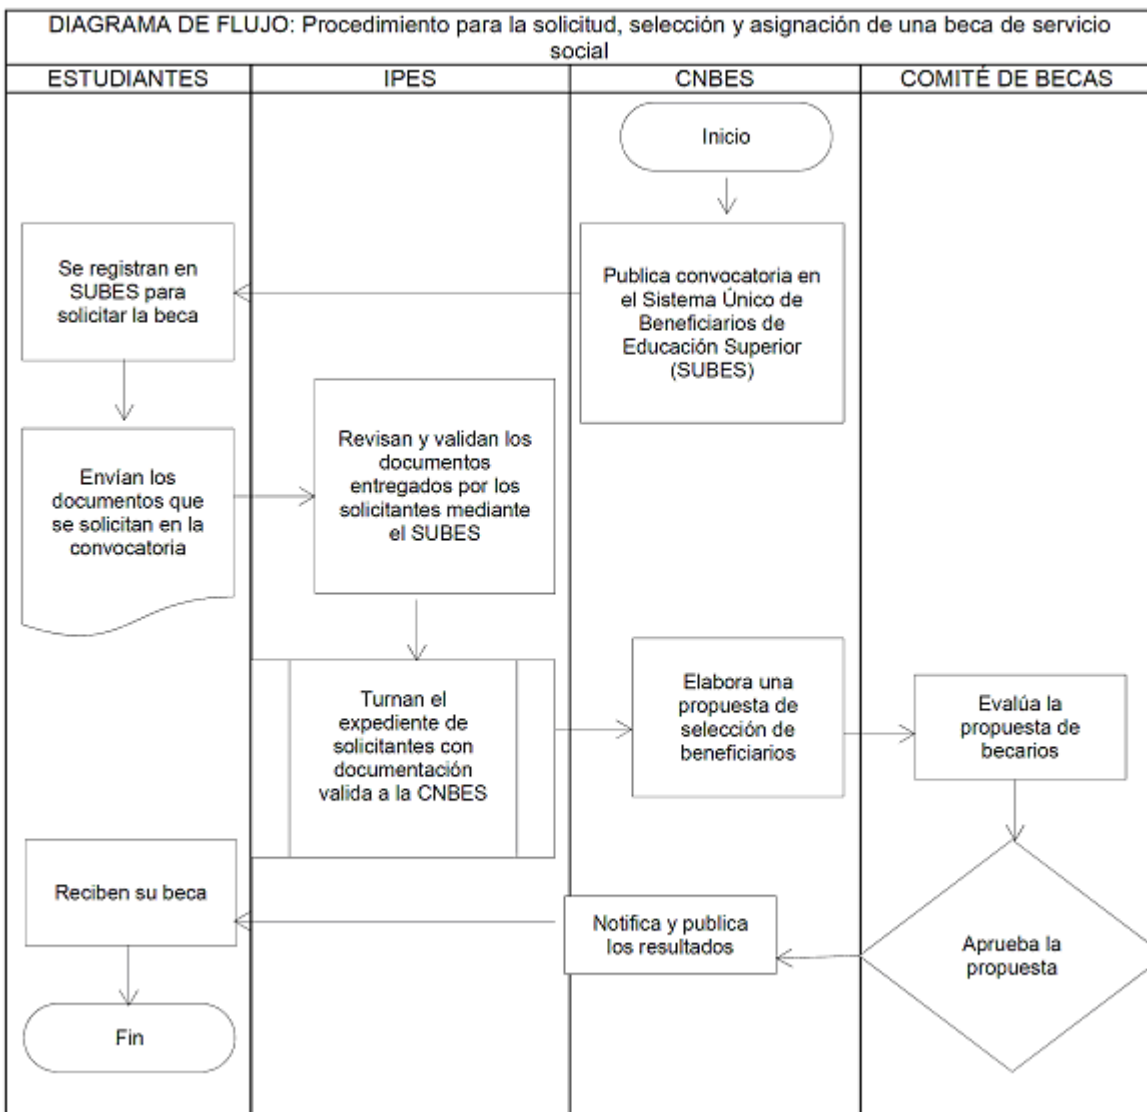 DIAGRAMA DE FLUJO: Procedimiento para la solicitud, selección y asignación de una beca de servicio
social
ESTUDIANTES
IPES
CNBES
COMITÉ DE BECAS
Inicio
Publica convocatoria en
el Sistema Único de
Beneficiarios de
Educación Superior
(SUBES)
Se registran en
SUBES para
solicitar la beca
Envían los
documentos que
se solicitan en la
convocatoria
Revisan y validan los
documentos
entregados por los
solicitantes mediante
el SUBES
Turnan el
expediente de
solicitantes con
documentación
valida a la CNBES
Elabora una
propuesta de
selección de
beneficiarios
Evalúa la
propuesta de
becarios
Aprueba la
propuesta
Notifica y publica
los resultados
Reciben su beca
Fin